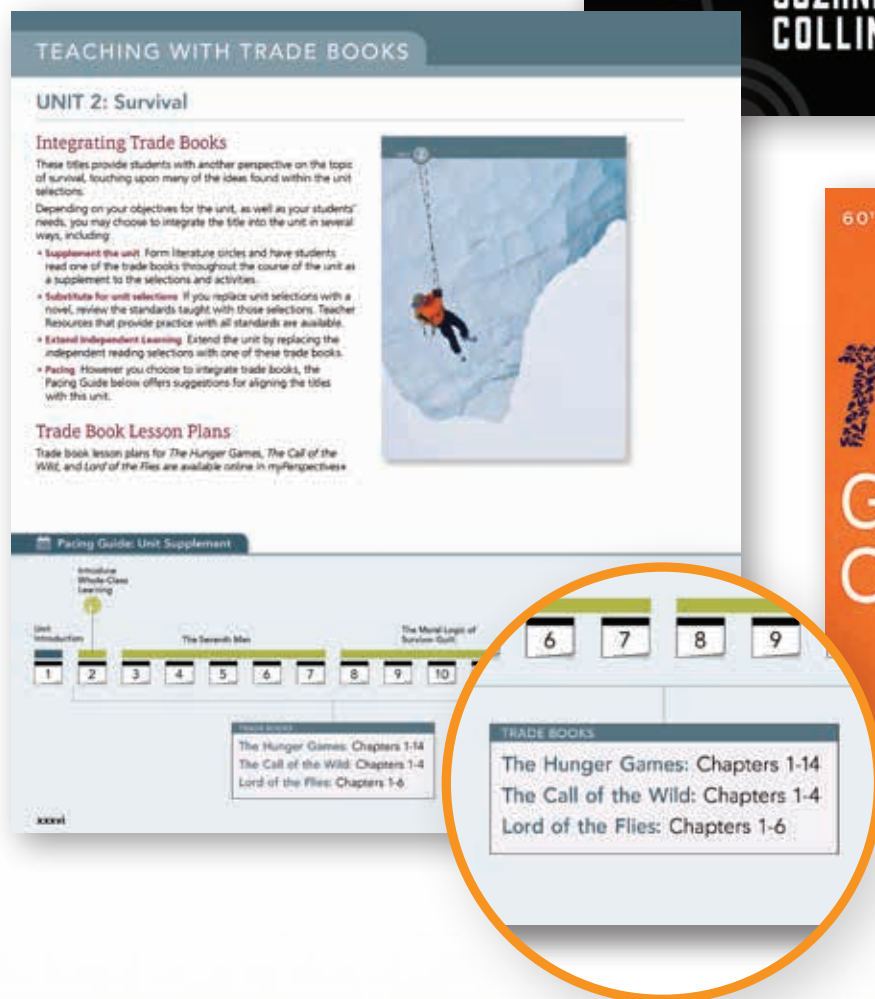 COLLIN
TEACHING WITH TRADE BOOKS
UNIT 2: Survival
Integrating Trade Books
These titles provide students with another perspective on the topic
of survival, touching upon many of the ideas found within the unit
selections.
Depending on your objectives for the unit, as well as your students'
needs, you may choose to integrate the title into the unit in several
ways, including:
• Supplement the unit Form literature circles and have students
read one of the trade books throughout the course of the unit as
a supplement to the selections and activities.
• Substitute for unit selections If you replace unit selections with a
novel, review the standards taught with those selections. Teacher
Resources that provide practice with all standards are available.
• Extend Independent Learning Extend the unit by replacing the
independent reading selections with one of these trade books.
• Pacing However you choose to integrate trade books, the
Pacing Guide below offers suggestions for aligning the titles
with this unit.
Trade Book Lesson Plans
Trade book lesson plans for The Hunger Games, The Call of the
Wild, and Lord of the Flies are available online in myPerspectives+
Pacing Guide: Unit Supplement
Introduce
Whole-Class
Learning
Unit
Introduction
The Seventh Man
The Moral Logic of
Survivor Guilt
1 2 3 4 5 6 7 8 9 10
TRADE BOOKS
The Hunger Games: Chapters 1-14
The Call of the Wild: Chapters 1-4
Lord of the Flies: Chapters 1-6
xxxvi
6 7 8 9
TRADE BOOKS
The Hunger Games: Chapters 1-14
The Call of the Wild: Chapters 1-4
Lord of the Flies: Chapters 1-6
60
G